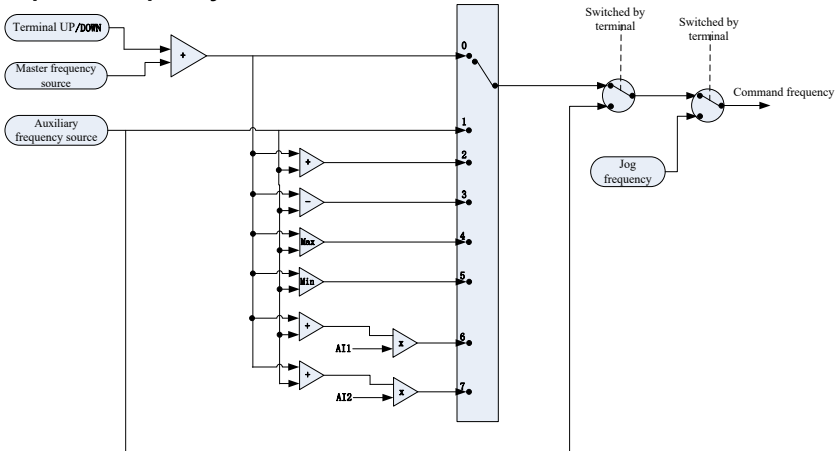 Terminal UP/DOWN
Master frequency
source
Auxiliary
frequency source
+
+
-
Max
Min
+
AI1
x
+
AI2
x
0
1
2
3
4
5
6
7
Switched by
terminal
Switched by
terminal
Command frequency
Jog
frequency